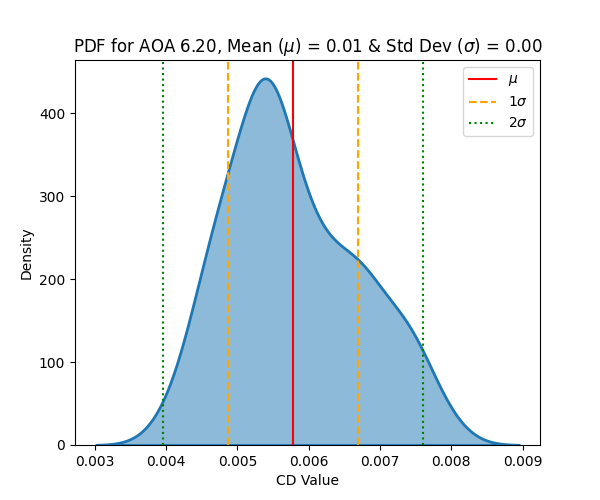 PDF for AOA 6.20, Mean (μ) = 0.01 & Std Dev (σ) = 0.00
μ
1σ
2σ
Density
400
300
200
100
0
0.003 0.004 0.005 0.006 0.007 0.008 0.009
CD Value